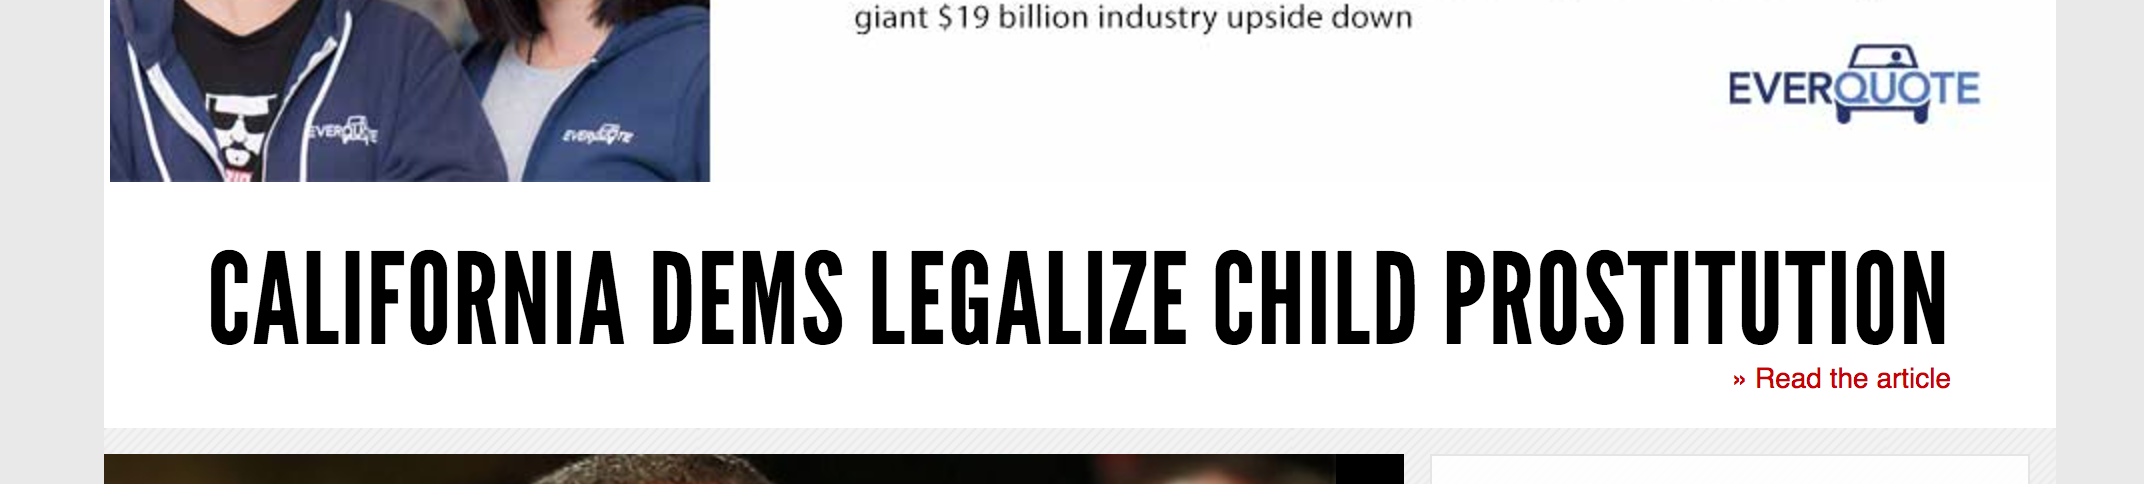 giant $19 billion industry upside down
EVERQUOTE
EVERQUOTE
EVERQUOTE
CALIFORNIA DEMS LEGALIZE CHILD PROSTITUTION
» Read the article